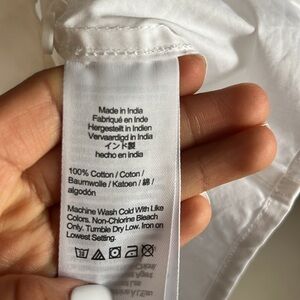 Made in India
Fabriqué en Inde
Hergestellt in Indien
Vervaardigd in India
インド製
hecho en india
100% Cotton / Coton /
Baumwolle / Katoen / 綿 /
algodón
Machine Wash Cold With Like
Colors. Non-Chlorine Bleach
Only. Tumble Dry Low. Iron on
Lowest Setting.